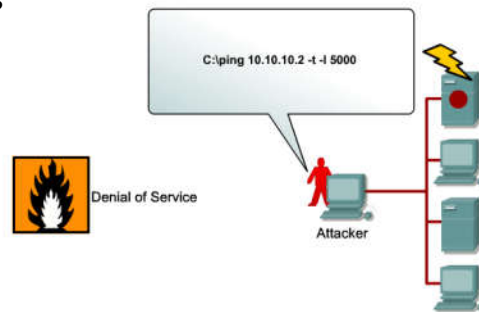 C:\ping 10.10.10.2 -t -l 5000
Denial of Service
Attacker